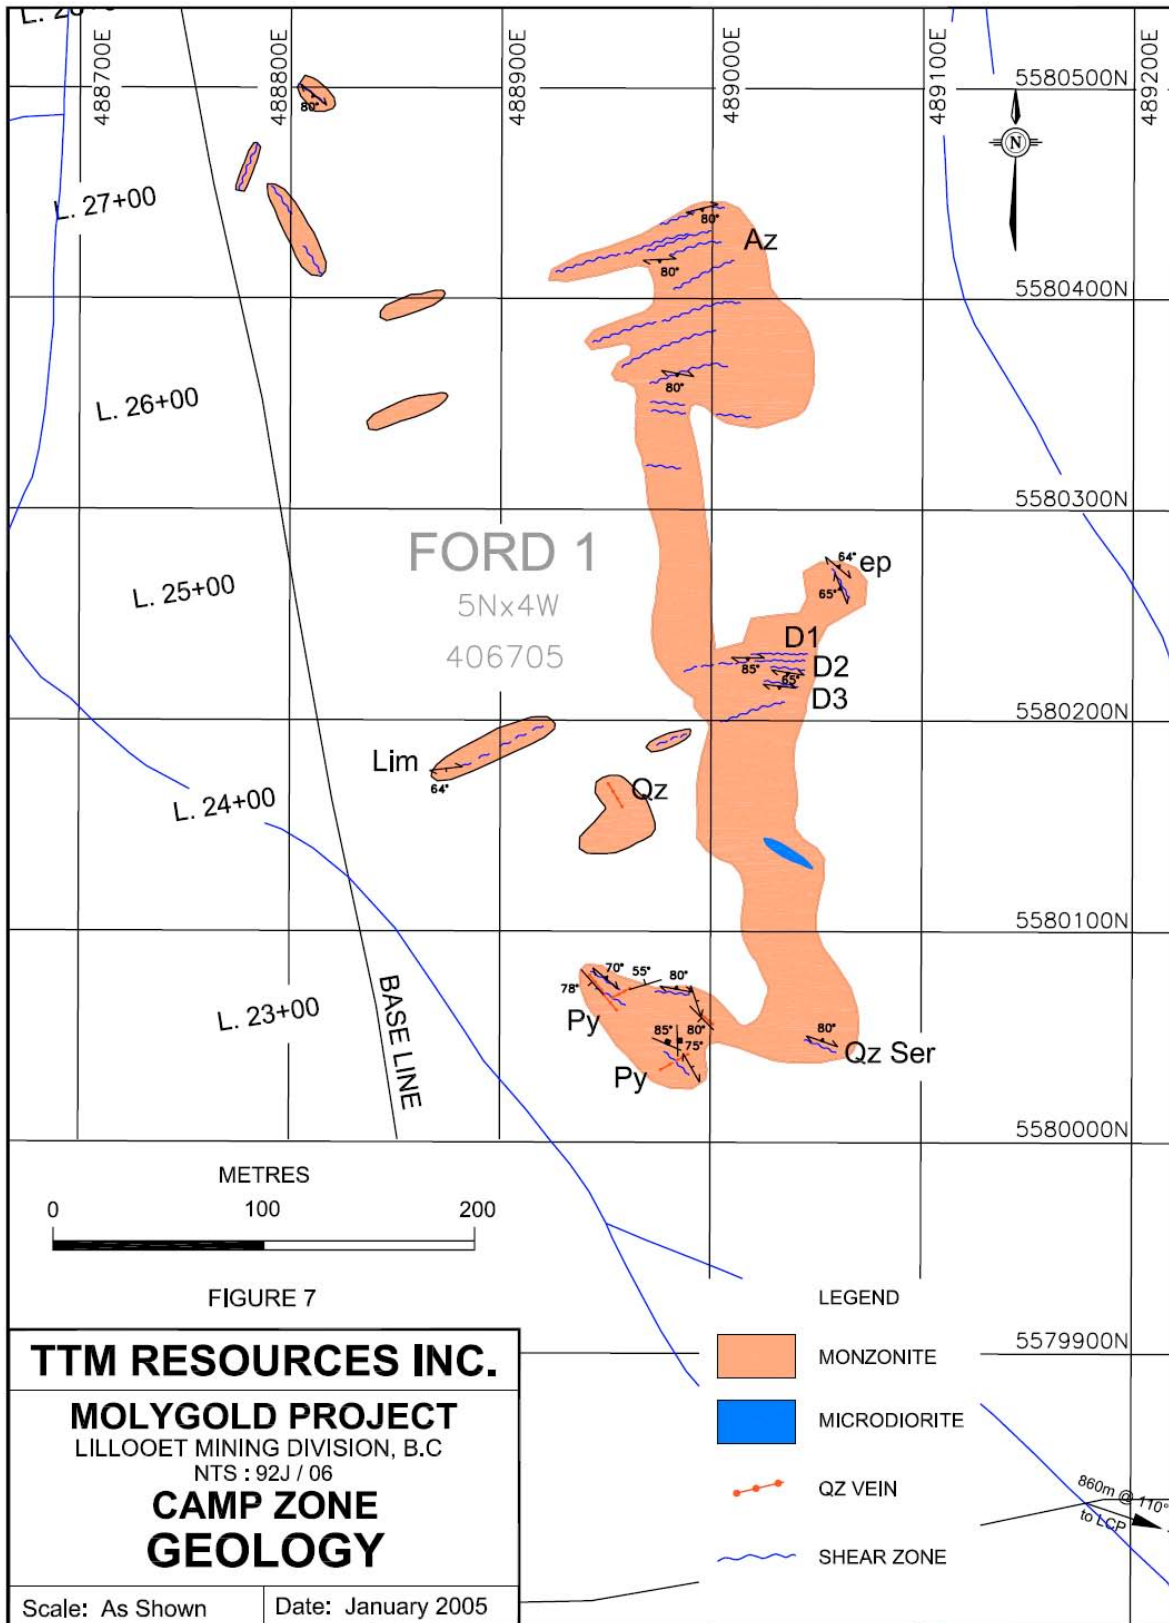 488700E
488800E
488900E
489000E
489100E
489200E
5580500N
80°
L. 27+00
80°
Az
80°
5580400N
80°
L. 26+00
5580300N
FORD 1
5Nx4W
406705
64° ep
65°
L. 25+00
D1
85°
D2
65°
D3
5580200N
Lim
64°
Qz
L. 24+00
5580100N
70°
55°
80°
78°
BASE LINE
L. 23+00
Py
85°
80°
75°
80°
Qz Ser
Py
5580000N
METRES
0 100 200
FIGURE 7
LEGEND
MONZONITE
5579900N
MICRODIORITE
QZ VEIN
SHEAR ZONE
860m @ 110°
to LCP
N
TTM RESOURCES INC.
MOLYGOLD PROJECT
LILLOOET MINING DIVISION, B.C
NTS : 92J / 06
CAMP ZONE
GEOLOGY
Scale: As Shown
Date: January 2005